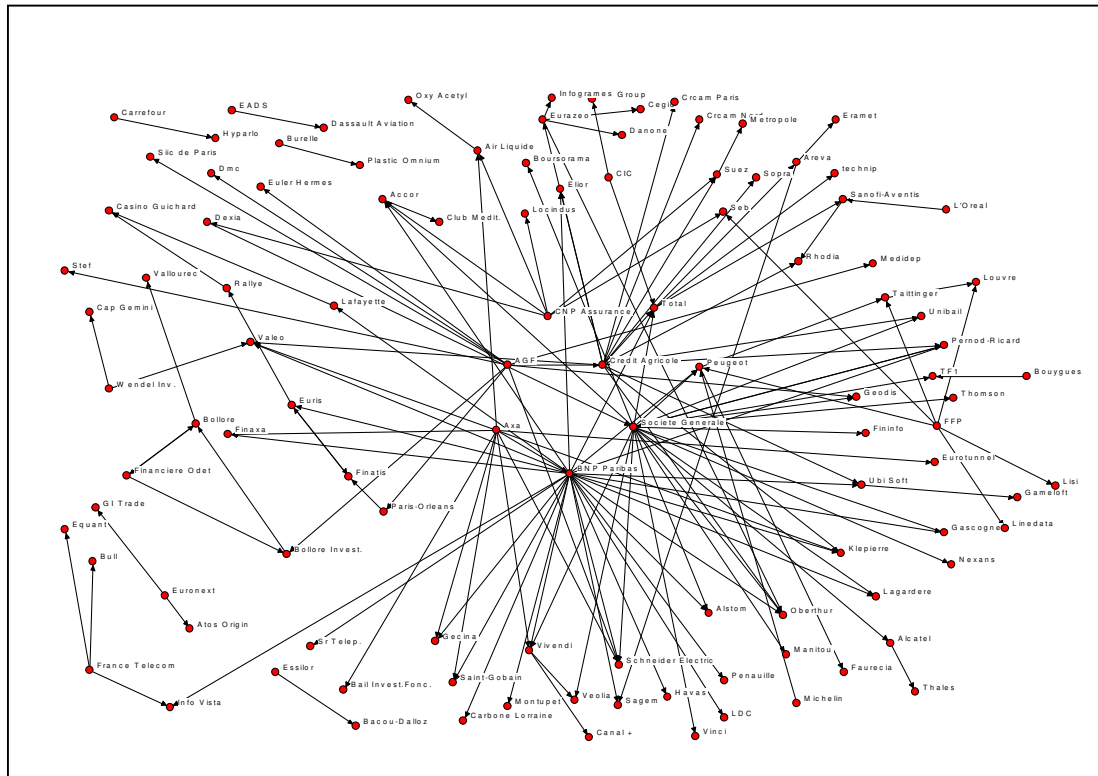 Infogrames Group
Crcam Paris
Oxy Acetyl
EADS
Cegid
Carrefour
Eurazeo
Crcam Nord
Metropole
Eramet
Dassault Aviation
Danone
Hyparlo
Burelle
Air Liquide
Siic de Paris
Plastic Omnium
Boursorama
Areva
Dmc
CIC
Suez
Sopra
technip
Euler Hermes
Elior
Accor
Sanofi-Aventis
Casino Guichard
Locindus
Seb
L'Oreal
Dexia
Club Medit.
Rhodia
Medidep
Stef
Vallourec
Rallye
Louvre
Taittinger
Lafayette
Total
Cap Gemini
CNP Assurance
Unibail
Valeo
Pernod-Ricard
AGF
Credit Agricole
Peugeot
TF1
Bouygues
Wendel Inv.
Geodis
Thomson
Euris
Bollore
Societe Generale
FFP
Finaxa
Axa
Fininfo
Eurotunnel
Financiere Odet
Finatis
BNP Paribas
Ubi Soft
Lisi
Gameloft
GI Trade
Paris-Orleans
Equant
Gascogne
Linedata
Bollore Invest.
Klepierre
Bull
Nexans
Euronext
Lagardere
Alstom
Oberthur
Atos Origin
Gecina
Sr Telep.
Vivendi
Alcatel
Manitou
France Telecom
Essilor
Schneider Electric
Faurecia
Saint-Gobain
Penauille
Bail Invest.Fonc.
Thales
Veolia
Havas
Michelin
Info Vista
Montupet
Sagem
Bacou-Dalloz
Carbone Lorraine
LDC
Canal +
Vinci